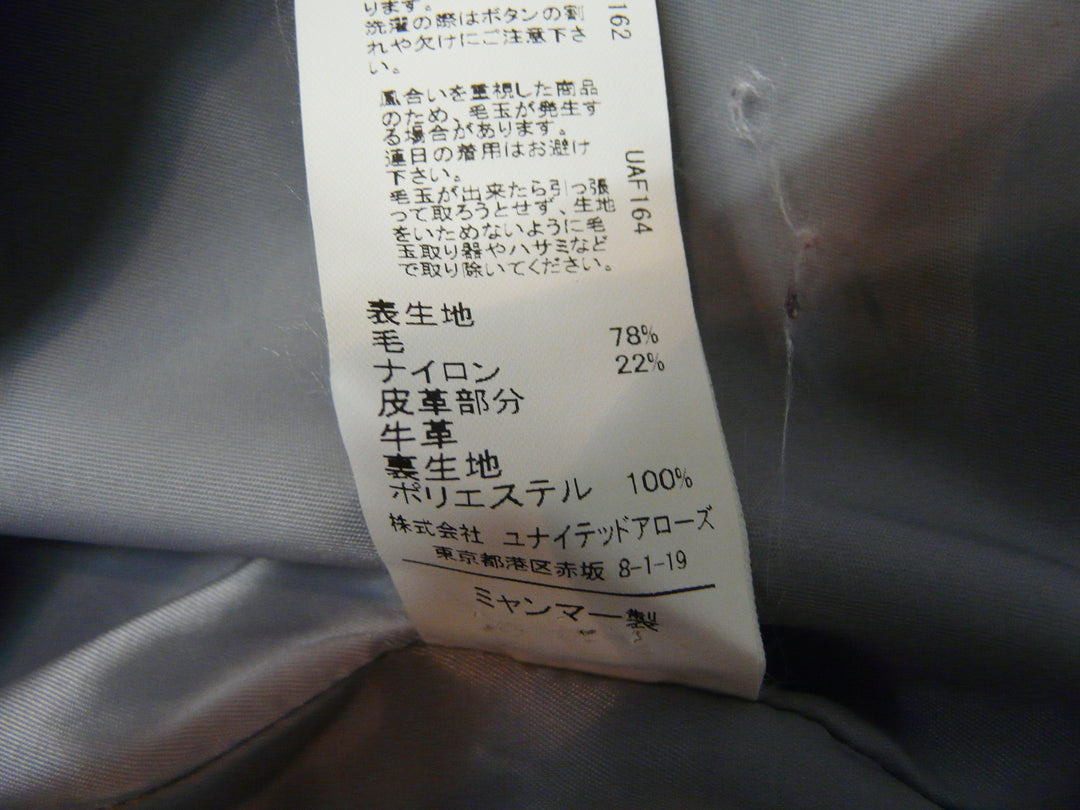 ります。
洗濯の際はボタンの割
れや欠けにご注意下さ
い。
風合いを重視した商品
のため、毛玉が発生す
る場合があります。
連日の着用はお避け
下さい。
毛玉が出来たら引っ張
って取ろうとせず、生地
をいためないように毛
玉取り器やハサミなど
で取り除いてください。
162
UAF164
表生地
毛 78%
ナイロン 22%
皮革部分
牛革
裏生地
ポリエステル 100%
株式会社 ユナイテッドアローズ
東京都港区赤坂 8-1-19
ミャンマー製